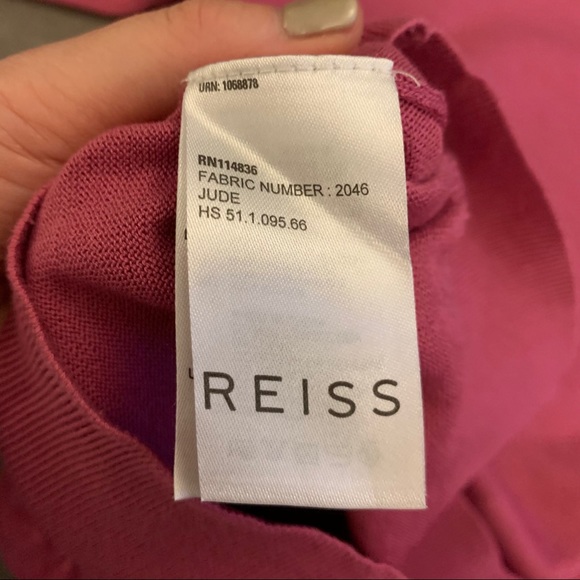 URN: 1068878
RN114836
FABRIC NUMBER : 2046
JUDE
HS 51.1.095.66
REISS